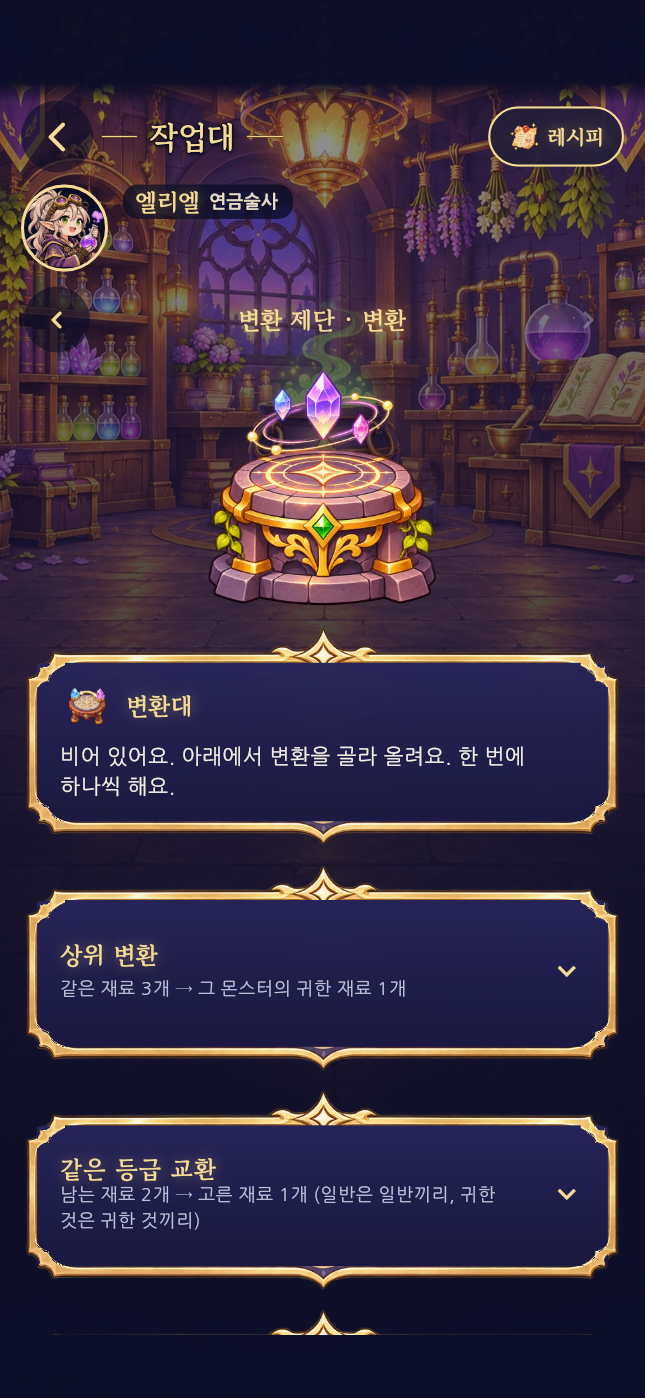 작업대
레시피
엘리엘 연금술사
변환 제단 · 변환
변환대
비어 있어요. 아래에서 변환을 골라 올려요. 한 번에
하나씩 해요.
상위 변환
같은 재료 3개 → 그 몬스터의 귀한 재료 1개
같은 등급 교환
남는 재료 2개 → 고른 재료 1개 (일반은 일반끼리, 귀한
것은 귀한 것끼리)